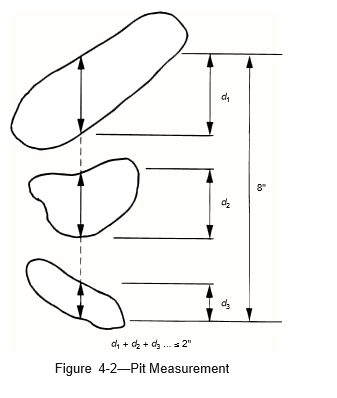 d₁
8"
d₂
d₃
d₁ + d₂ + d₃ ... ≤ 2"
Figure 4-2—Pit Measurement